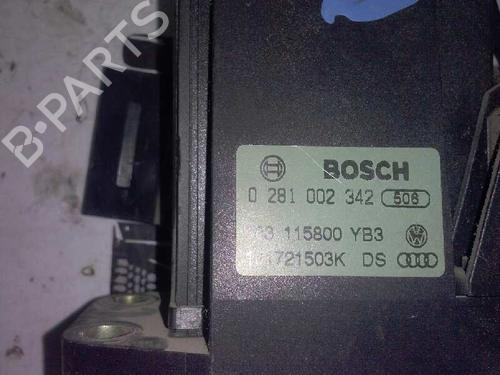 B-PARTS
BOSCH
0 281 002 342 506
115800 YB3
721503K DS